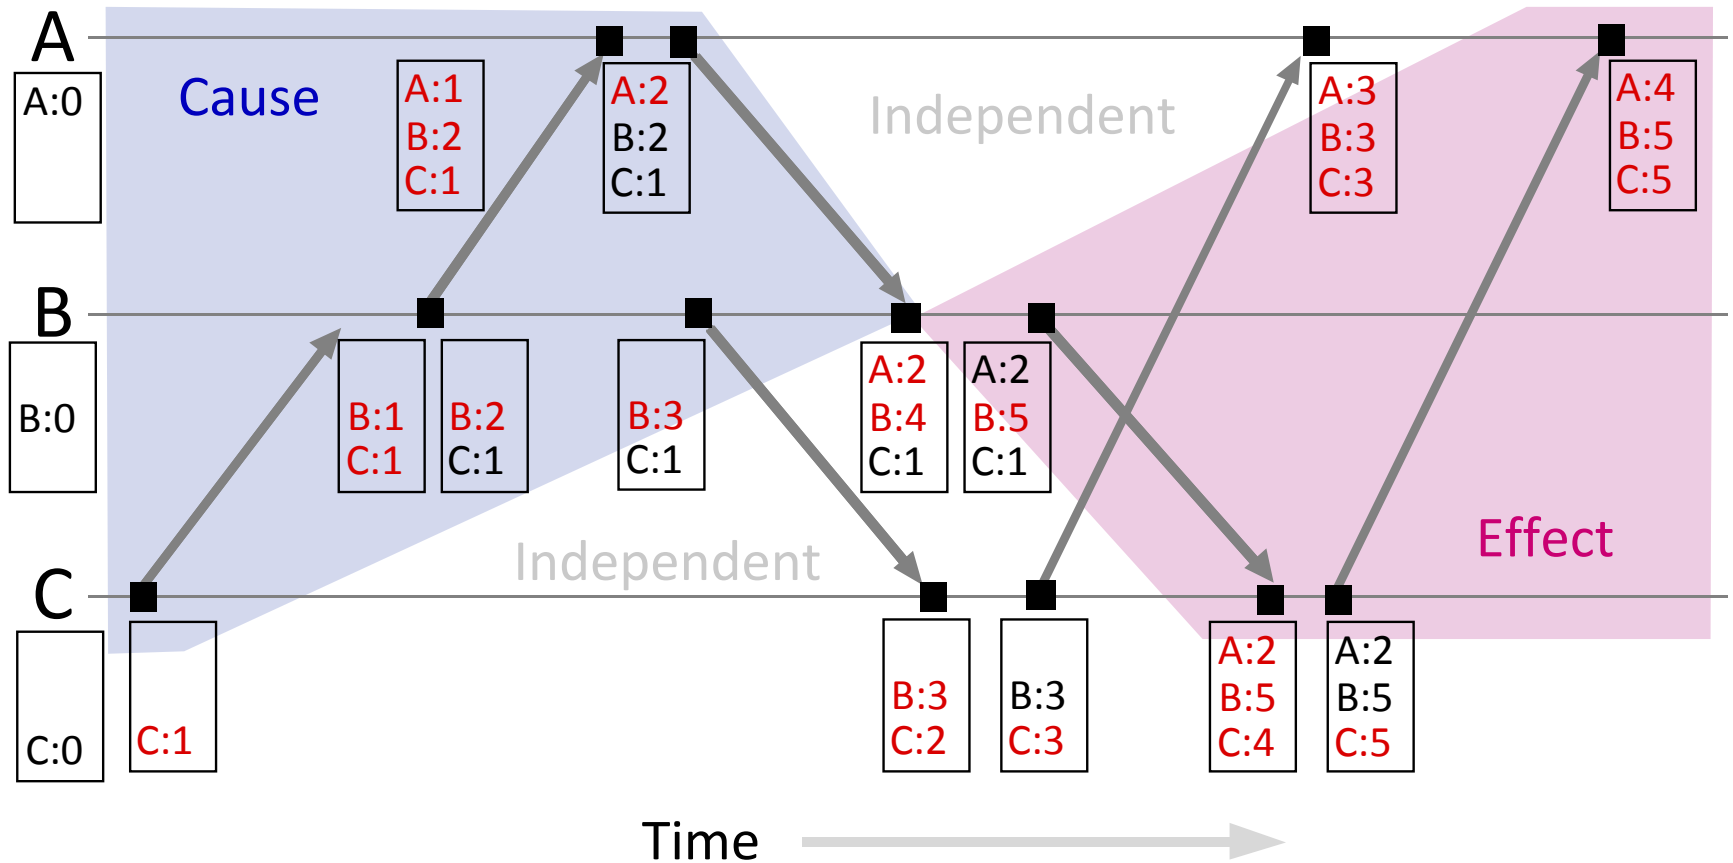 A
A:0
Cause
A:1
B:2
C:1
A:2
B:2
C:1
Independent
A:3
B:3
C:3
A:4
B:5
C:5
B
B:0
B:1
C:1
B:2
C:1
B:3
C:1
A:2
B:4
C:1
A:2
B:5
C:1
Independent
Effect
C
C:0
C:1
B:3
C:2
B:3
C:3
A:2
B:5
C:4
A:2
B:5
C:5
Time